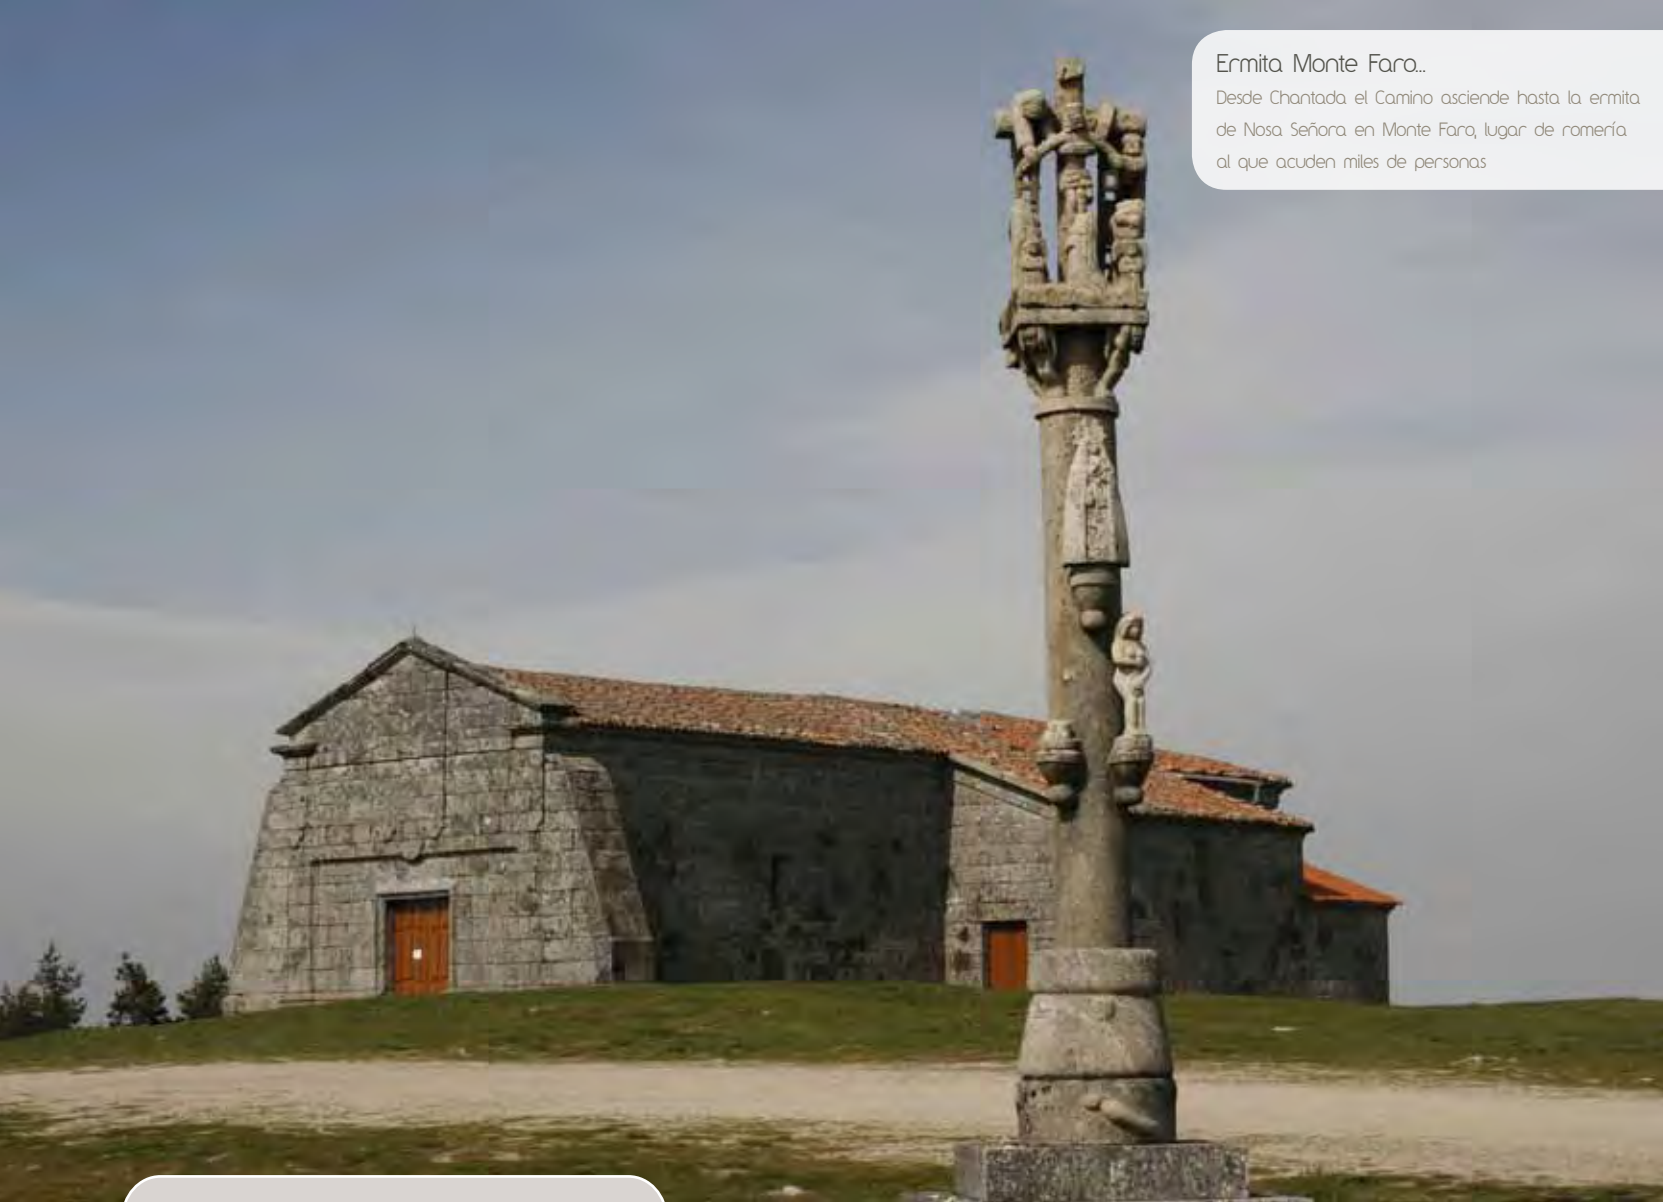 Ermita Monte Faro...
Desde Chantada el Camino asciende hasta la ermita
de Nosa Señora en Monte Faro, lugar de romería
al que acuden miles de personas